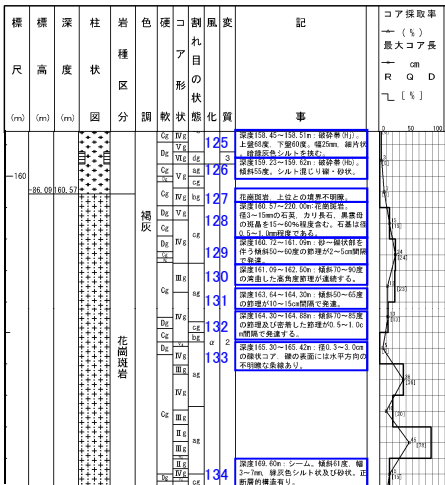 標 標 深 柱 岩 色 硬 コ 割 風 変 記 コア採取率
状 種 ア れ (%)
区 形 目 最大コア長
尺 高 度 図 分 調 軟 状 の 状 態 化 質 事 cm
R Q D
[%]
(m) (m) (m)
深度158.45～158.51m:破砕帯(Hj)。
上盤68度、下盤60度、幅25mm、細片状
125
暗緑灰色シルトを挟む。
深度159.23～159.62m:破砕帯(Hb)。
傾斜55度。シルト混じり礫・砂状。
126
-160
-86.09 160.57
花崗斑岩 上位との境界不明瞭。
127
深度160.57～220.00m:花崗斑岩。
径3～15mmの石英、カリ長石、黒雲母
の斑晶を15～60%程度含む。石基は径
0.5～1.0mm程度である。
128
褐灰
深度160.72～161.09m:砂～礫状部を
伴う傾斜50～60度の節理が2～5cm間隔
で発達。
129
深度161.09～162.50m:傾斜70～90度
の湾曲した高角度節理が連続する。
130
深度163.64～164.30m:傾斜50～65度
の節理が10～15cm間隔で発達。
131
深度164.30～164.88m:傾斜70～85度
の節理及び密着した節理が0.5～1.0c
m間隔で発達する。
132
深度165.30～165.42m:径0.3～3.0cm
の礫状コア 礫の表面には水平方向の
不明瞭な条線あり。
133
花崗斑岩
深度169.60m:シーム。傾斜61度、幅
3～7mm、緑灰色シルト状及び砂状。正
断層的構造有り。
134